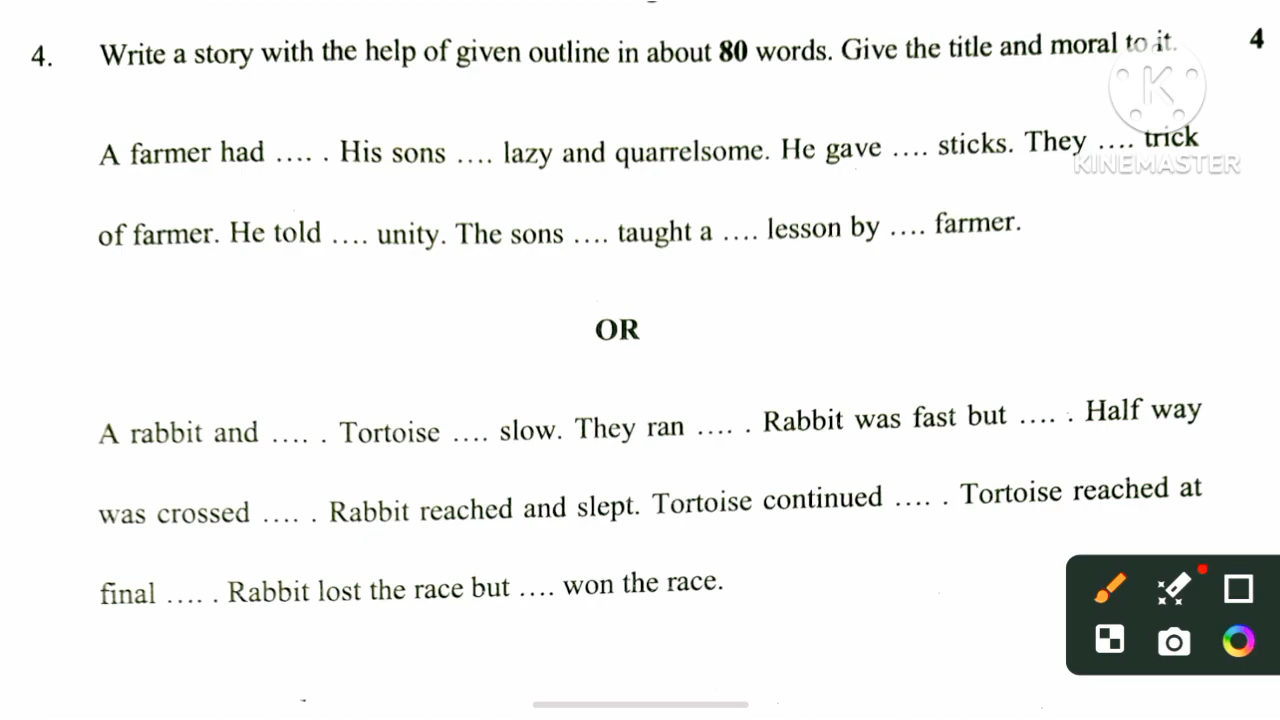 4. Write a story with the help of given outline in about 80 words. Give the title and moral to it. 4
A farmer had ..... . His sons .... lazy and quarrelsome. He gave .... sticks. They .... trick
KINEMASTER
of farmer. He told .... unity. The sons .... taught a .... lesson by .... farmer.
OR
A rabbit and .... . Tortoise .... slow. They ran ..... . Rabbit was fast but .... . Half way
was crossed .... . Rabbit reached and slept. Tortoise continued .... . Tortoise reached at
final ..... . Rabbit lost the race but .... won the race.
K